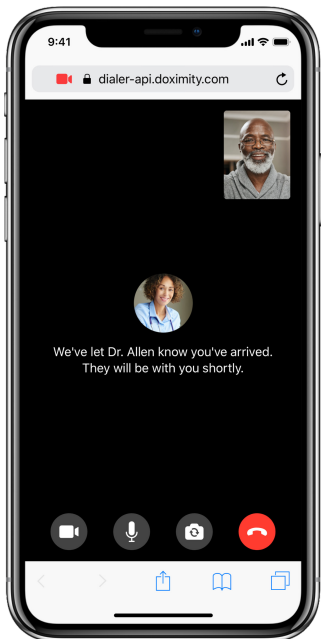 9:41
dialer-api.doximity.com
We've let Dr. Allen know you've arrived.
They will be with you shortly.